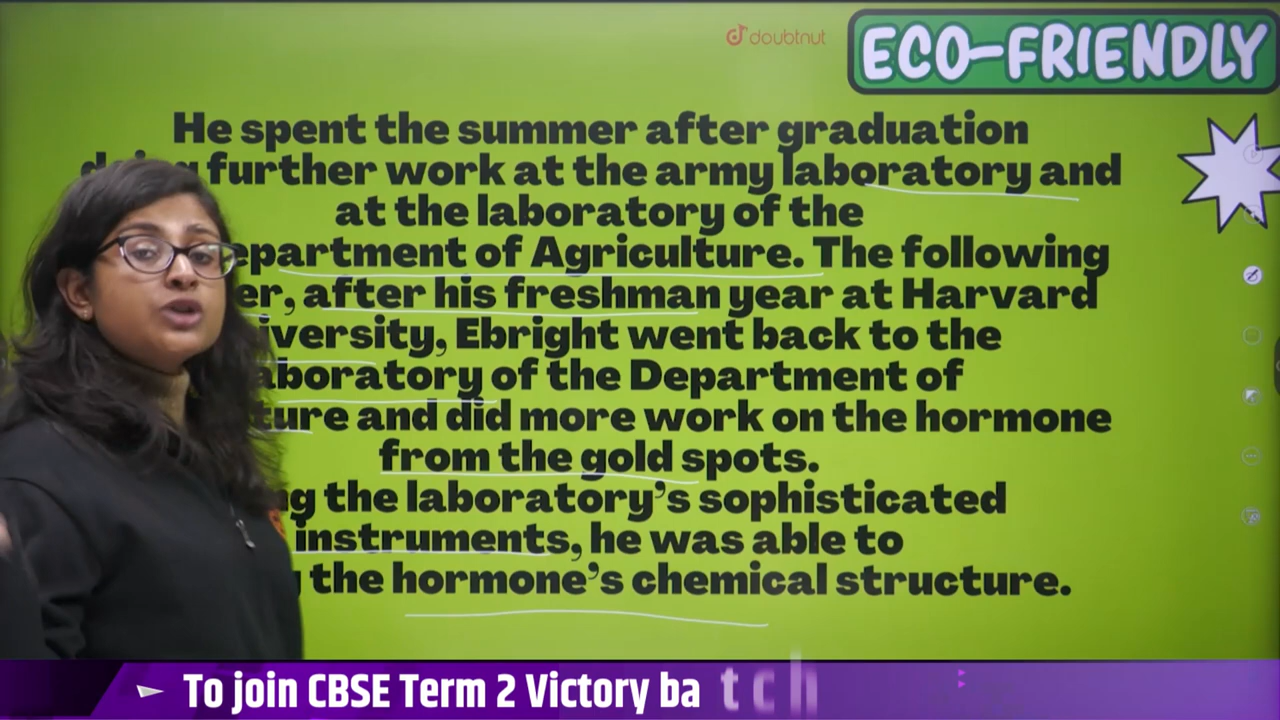 doubtnut
ECO-FRIENDLY
He spent the summer after graduation
further work at the army laboratory and
at the laboratory of the
epartment of Agriculture. The following
er, after his freshman year at Harvard
iversity, Ebright went back to the
aboratory of the Department of
ture and did more work on the hormone
from the gold spots.
ng the laboratory's sophisticated
instruments, he was able to
the hormone's chemical structure.
To join CBSE Term 2 Victory batch